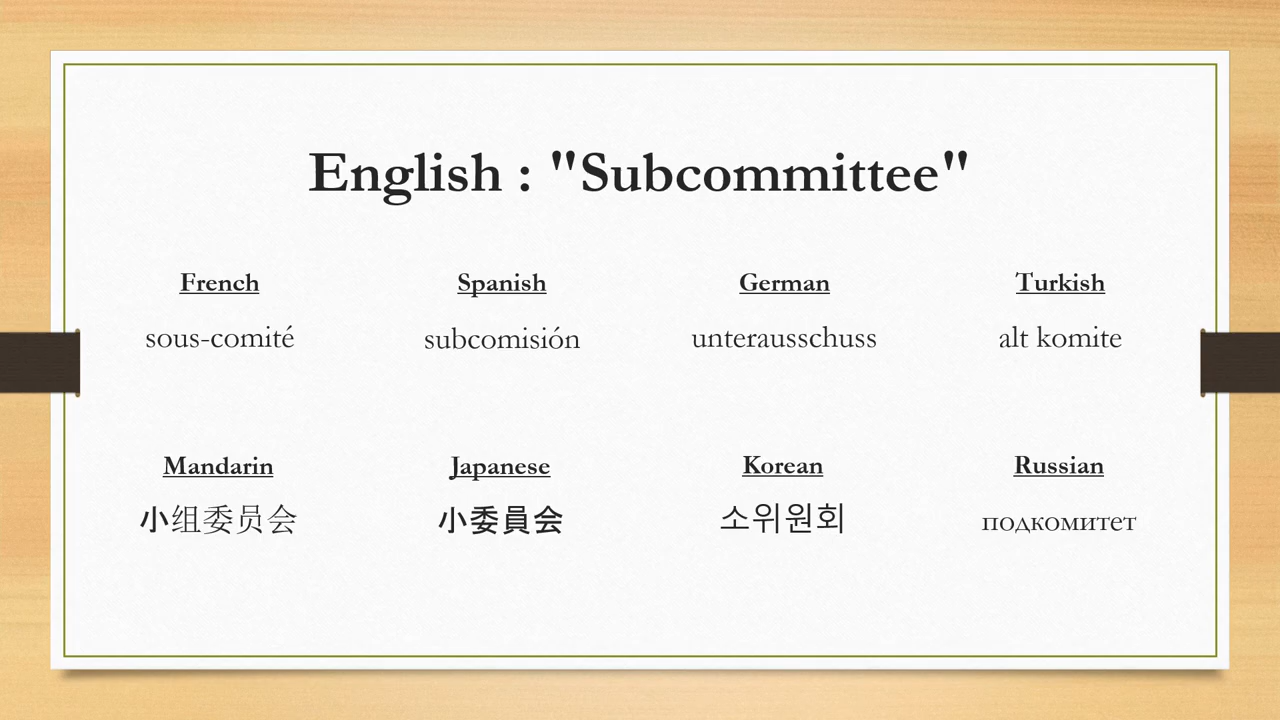 English : "Subcommittee"
French Spanish German Turkish
sous-comité subcomisión unterausschuss alt komite
Mandarin Japanese Korean Russian
小组委员会 小委員会 소위원회 подкомитет